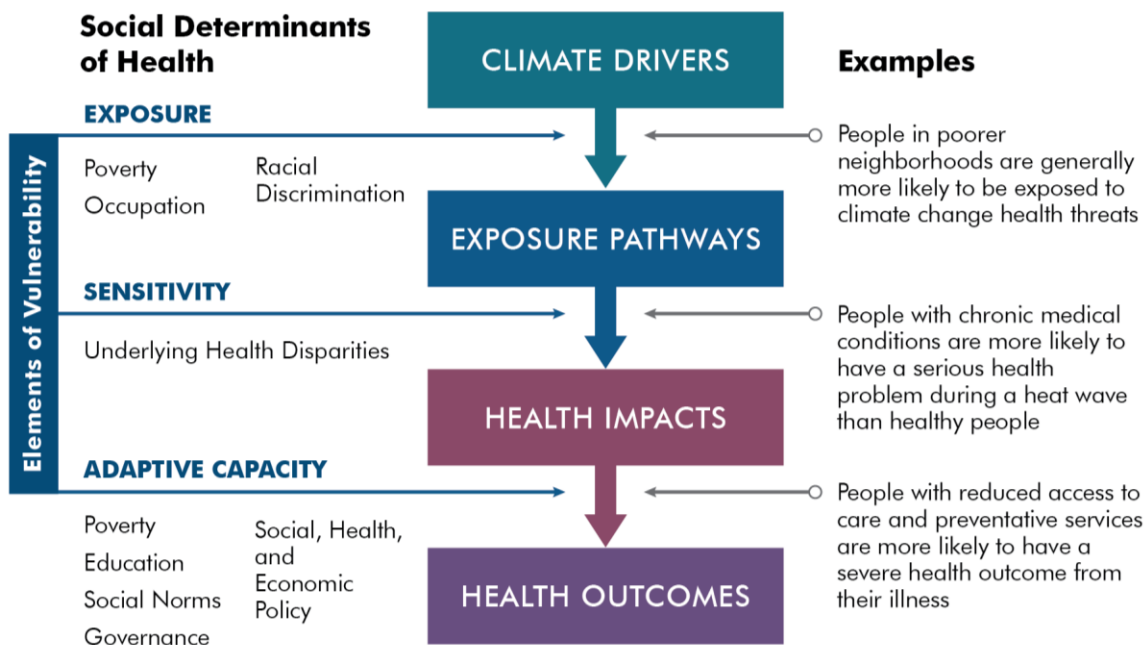 Social Determinants
of Health
CLIMATE DRIVERS
Examples
Elements of Vulnerability
EXPOSURE
Poverty
Occupation
Racial
Discrimination
People in poorer
neighborhoods are generally
more likely to be exposed to
climate change health threats
EXPOSURE PATHWAYS
SENSITIVITY
Underlying Health Disparities
People with chronic medical
conditions are more likely to
have a serious health
problem during a heat wave
than healthy people
HEALTH IMPACTS
ADAPTIVE CAPACITY
Poverty
Education
Social Norms
Governance
Social, Health,
and
Economic
Policy
People with reduced access to
care and preventative services
are more likely to have a
severe health outcome from
their illness
HEALTH OUTCOMES